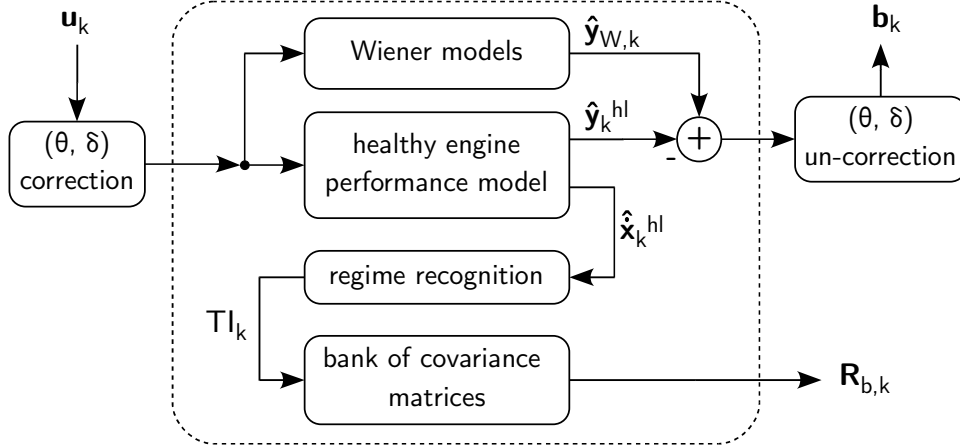 u_k
b_k
Wiener models
ŷ_W,k
(θ, δ)
correction
healthy engine
performance model
ŷ_k^hl
+
-
(θ, δ)
un-correction
ẋ̂_k^hl
regime recognition
TI_k
bank of covariance
matrices
R_b,k